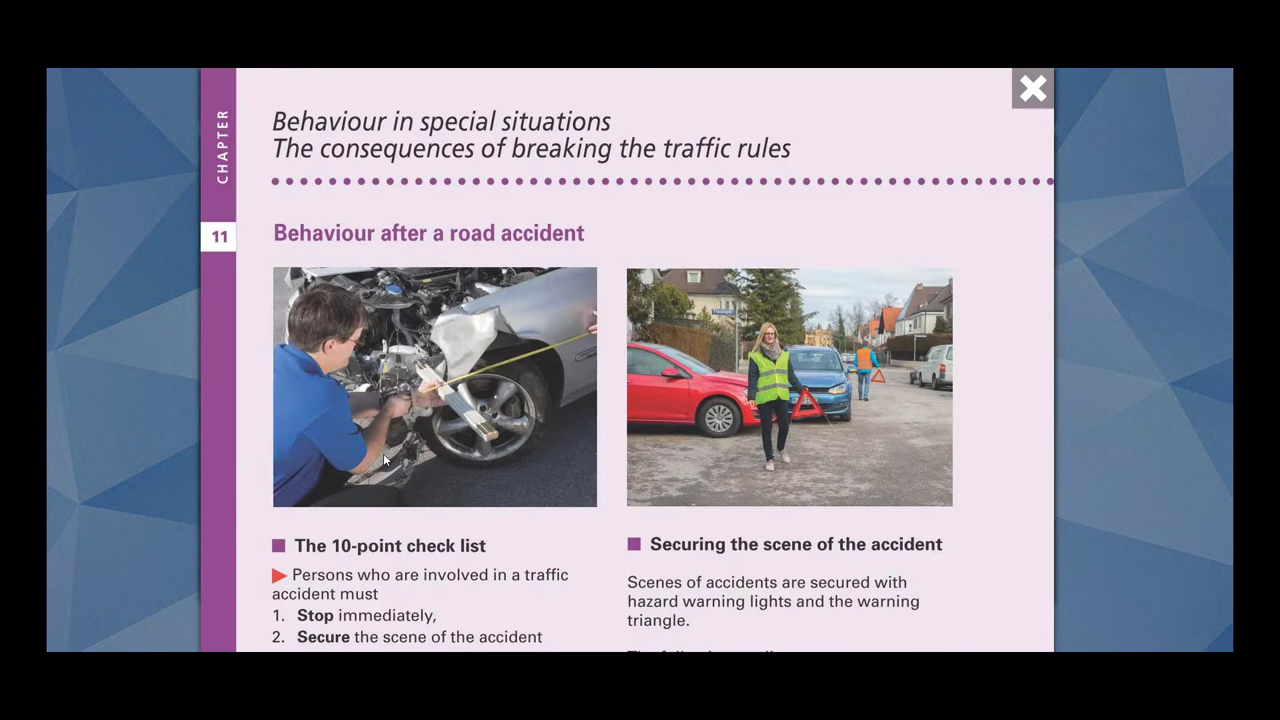 CHAPTER
11
Behaviour in special situations
The consequences of breaking the traffic rules
Behaviour after a road accident
The 10-point check list
Persons who are involved in a traffic
accident must
1. Stop immediately,
2. Secure the scene of the accident
Securing the scene of the accident
Scenes of accidents are secured with
hazard warning lights and the warning
triangle.